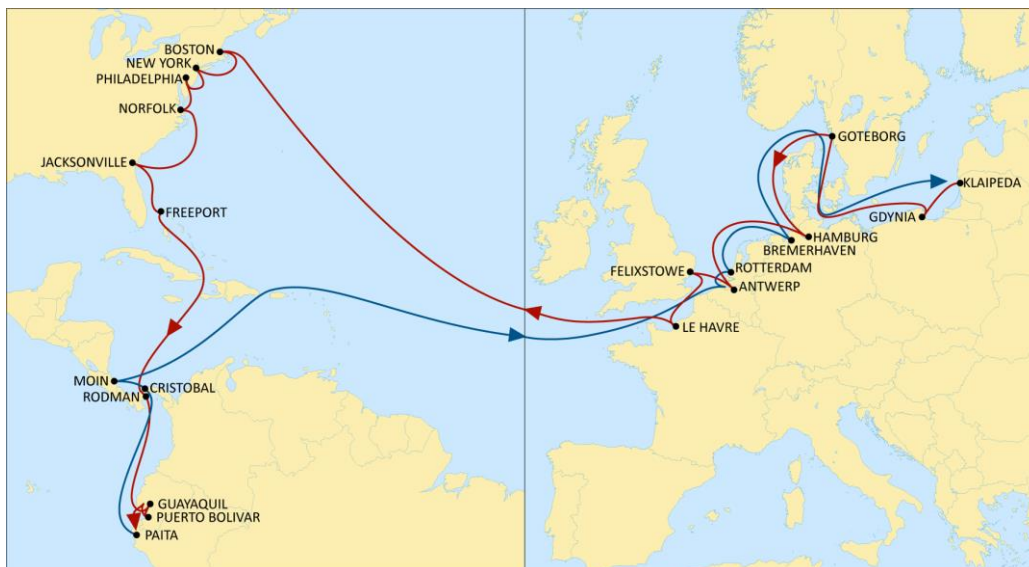 BOSTON
NEW YORK
PHILADELPHIA
NORFOLK
JACKSONVILLE
FREEPORT
MOIN
CRISTOBAL
RODMAN
GUAYAQUIL
PUERTO BOLIVAR
PAITA
GOTEBORG
KLAIPEDA
GDYNIA
HAMBURG
BREMERHAVEN
FELIXSTOWE
ROTTERDAM
ANTWERP
LE HAVRE